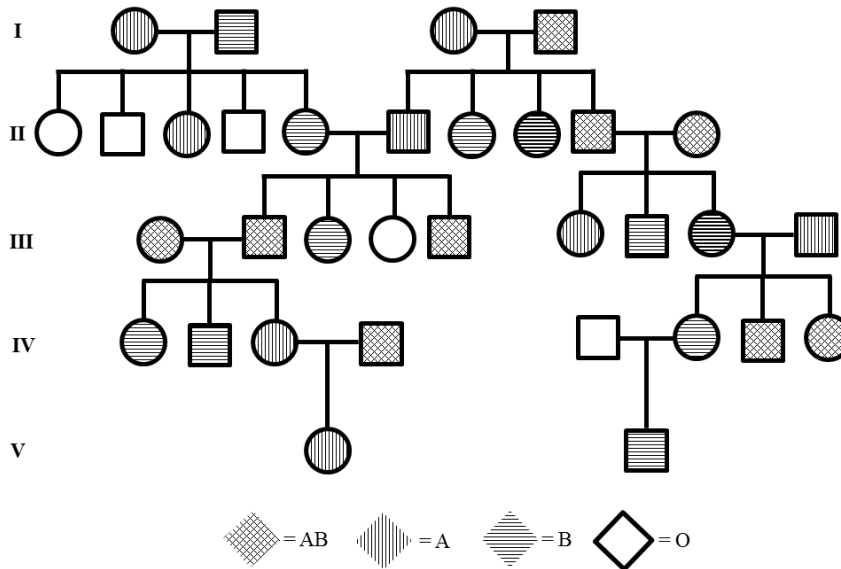 I
II
III
IV
V
= AB = A = B = O